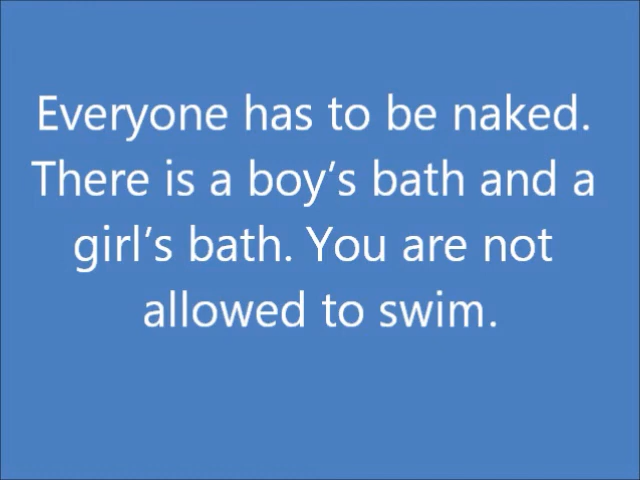 Everyone has to be naked.
There is a boy’s bath and a
girl’s bath. You are not
allowed to swim.